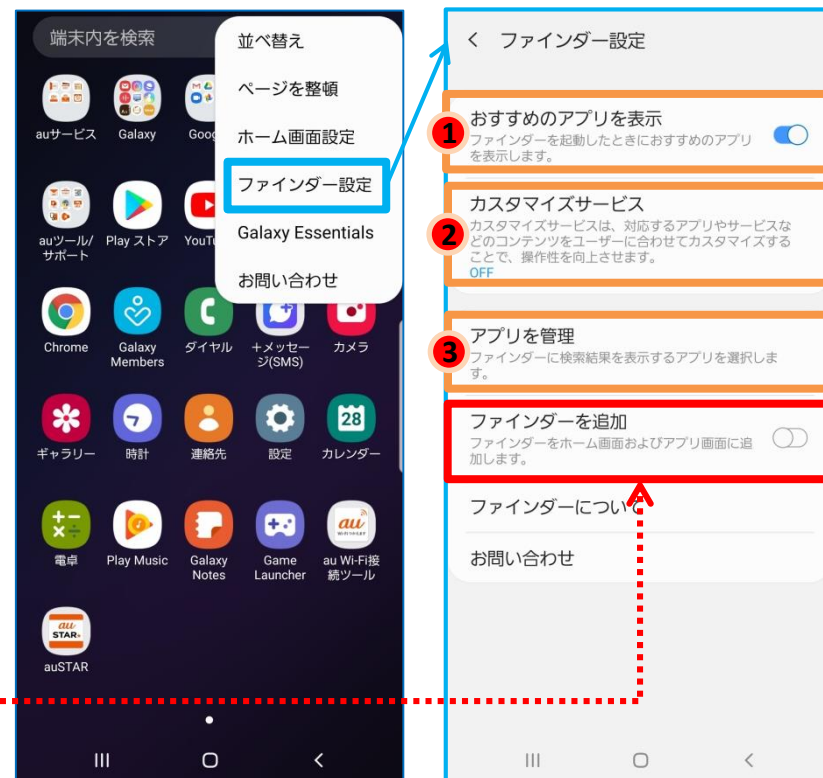 端末内を検索
並べ替え
ページを整頓
ホーム画面設定
ファインダー設定
Galaxy Essentials
お問い合わせ
auサービス
Galaxy
Goog
auツール/
サポート
Play ストア
YouTu
Chrome
Galaxy
Members
ダイヤル
+メッセー
ジ(SMS)
カメラ
28
ギャラリー
時計
連絡先
設定
カレンダー
au
電卓
Play Music
Galaxy
Notes
Game
Launcher
au Wi-Fi接
続ツール
au
STAR
auSTAR
ファインダー設定
1
おすすめのアプリを表示
ファインダーを起動したときにおすすめのアプリ
を表示します。
2
カスタマイズサービス
カスタマイズサービスは、対応するアプリやサービスな
どのコンテンツをユーザーに合わせてカスタマイズする
ことで、操作性を向上させます。
OFF
3
アプリを管理
ファインダーに検索結果を表示するアプリを選択しま
す。
ファインダーを追加
ファインダーをホーム画面およびアプリ画面に追
加します。
ファインダーについて
お問い合わせ